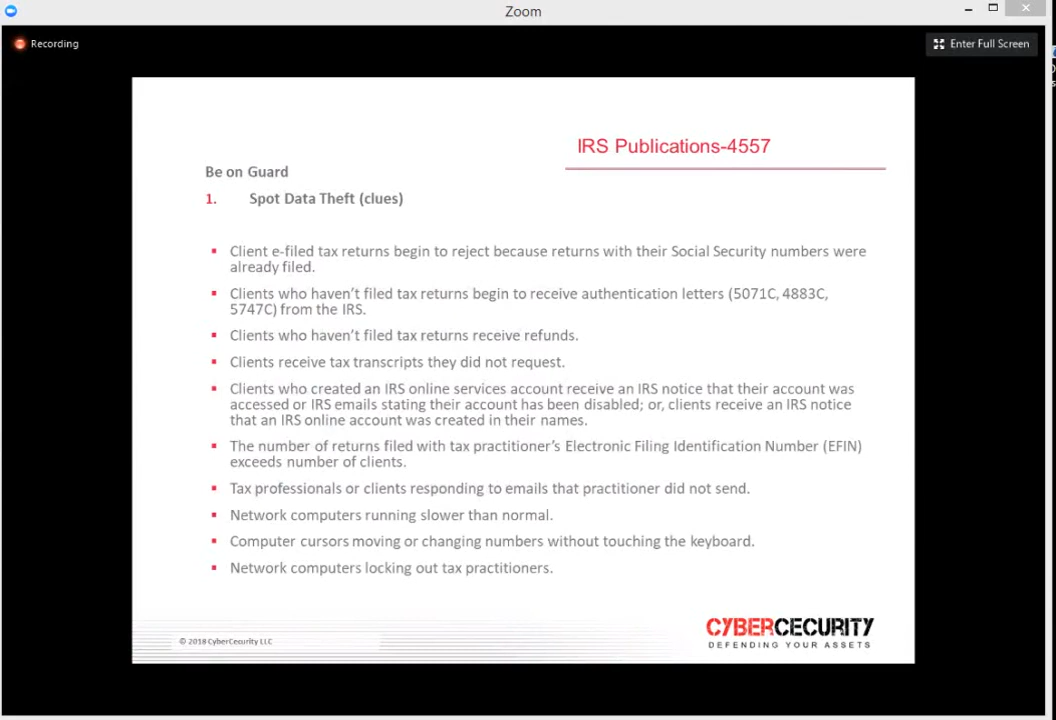 Zoom
Recording
Enter Full Screen
IRS Publications-4557
Be on Guard
1. Spot Data Theft (clues)
Client e-filed tax returns begin to reject because returns with their Social Security numbers were
already filed.
Clients who haven’t filed tax returns begin to receive authentication letters (5071C, 4883C,
5747C) from the IRS.
Clients who haven’t filed tax returns receive refunds.
Clients receive tax transcripts they did not request.
Clients who created an IRS online services account receive an IRS notice that their account was
accessed or IRS emails stating their account has been disabled; or, clients receive an IRS notice
that an IRS online account was created in their names.
The number of returns filed with tax practitioner’s Electronic Filing Identification Number (EFIN)
exceeds number of clients.
Tax professionals or clients responding to emails that practitioner did not send.
Network computers running slower than normal.
Computer cursors moving or changing numbers without touching the keyboard.
Network computers locking out tax practitioners.
© 2018 CyberCecurity LLC
CYBERCECURITY
DEFENDING YOUR ASSETS